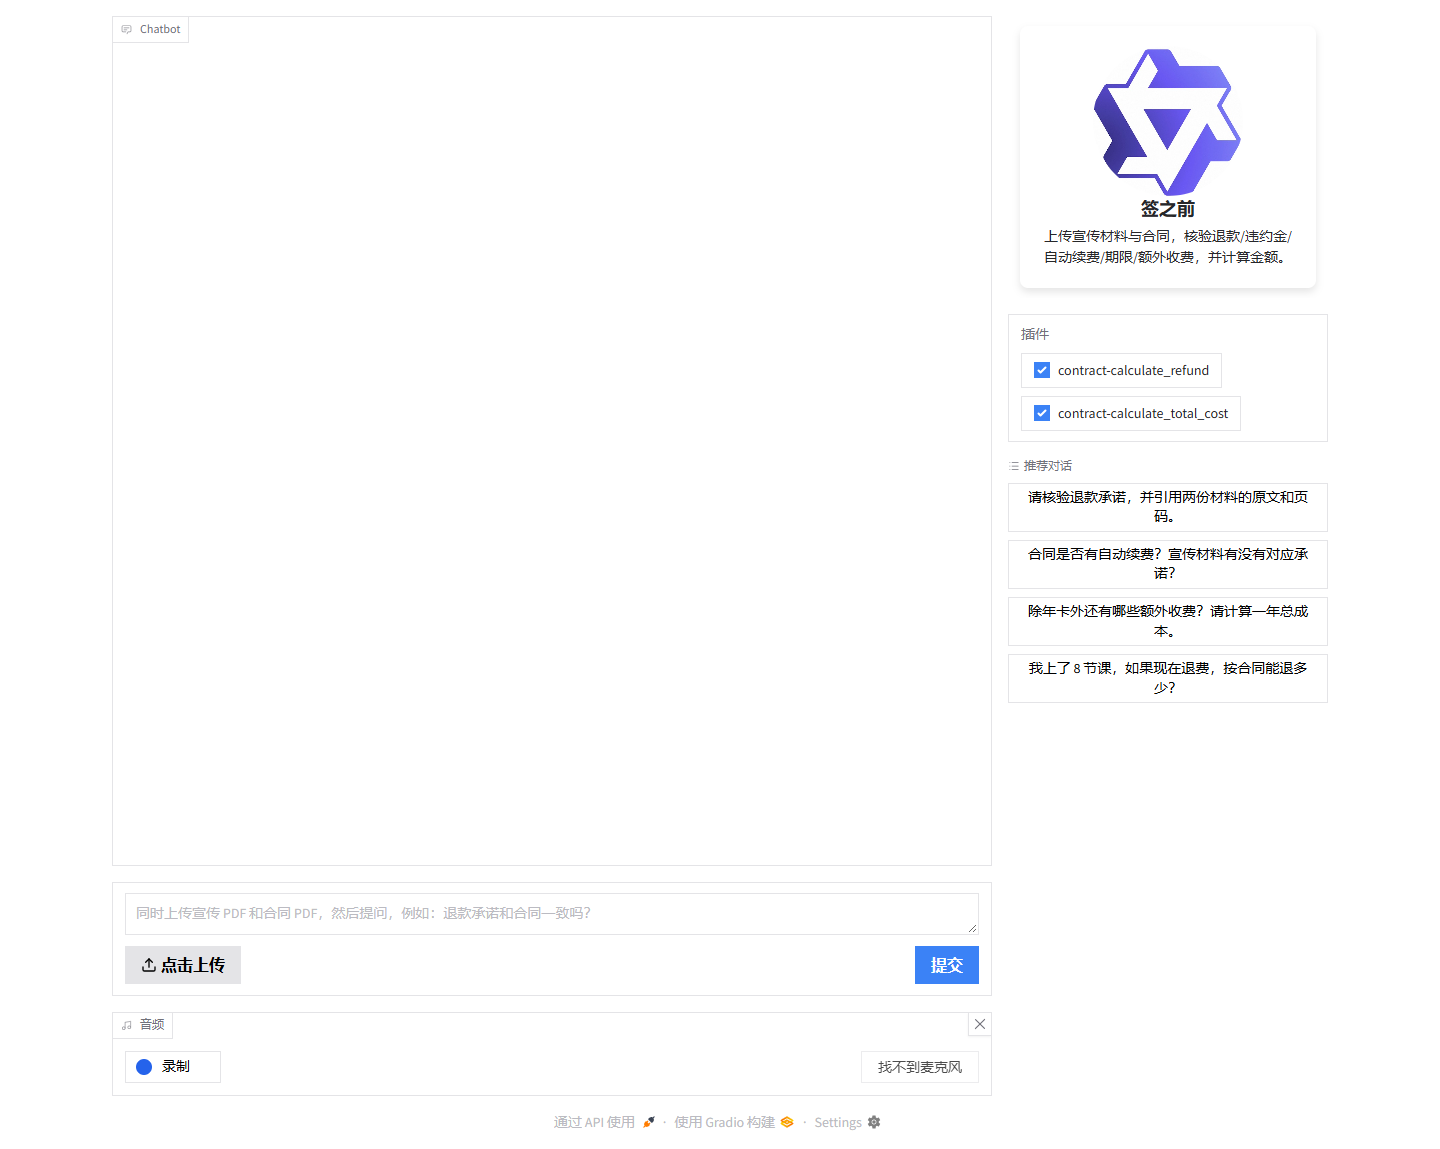 Chatbot
签之前
上传宣传材料与合同，核验退款/违约金/
自动续费/期限/额外收费，并计算金额。
插件
contract-calculate_refund
contract-calculate_total_cost
推荐对话
请核验退款承诺，并引用两份材料的原文和页
码。
合同是否有自动续费？宣传材料有没有对应承
诺？
除年卡外还有哪些额外收费？请计算一年总成
本。
我上了 8 节课，如果现在退费，按合同能退多
少？
同时上传宣传 PDF 和合同 PDF，然后提问，例如：退款承诺和合同一致吗？
点击上传
提交
音频
录制
找不到麦克风
通过 API 使用 · 使用 Gradio 构建 · Settings